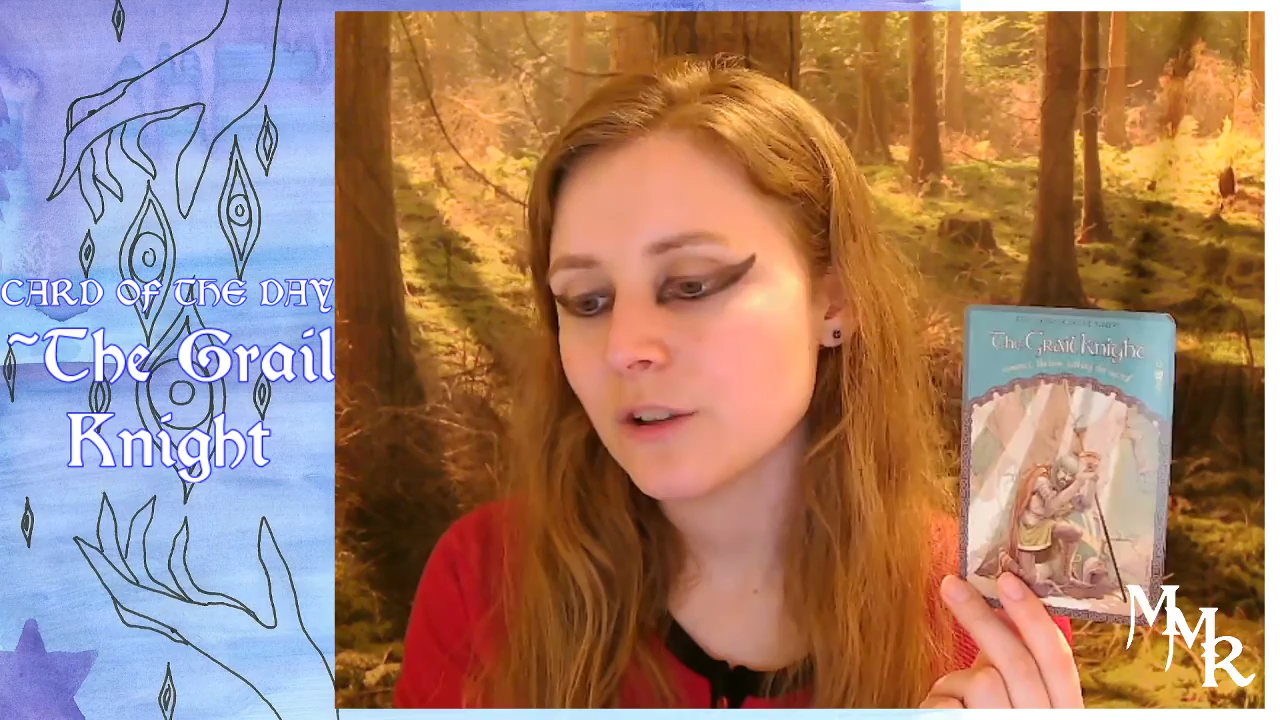 CARD OF THE DAY
~The Grail
Knight
The Grail Knight
MMR